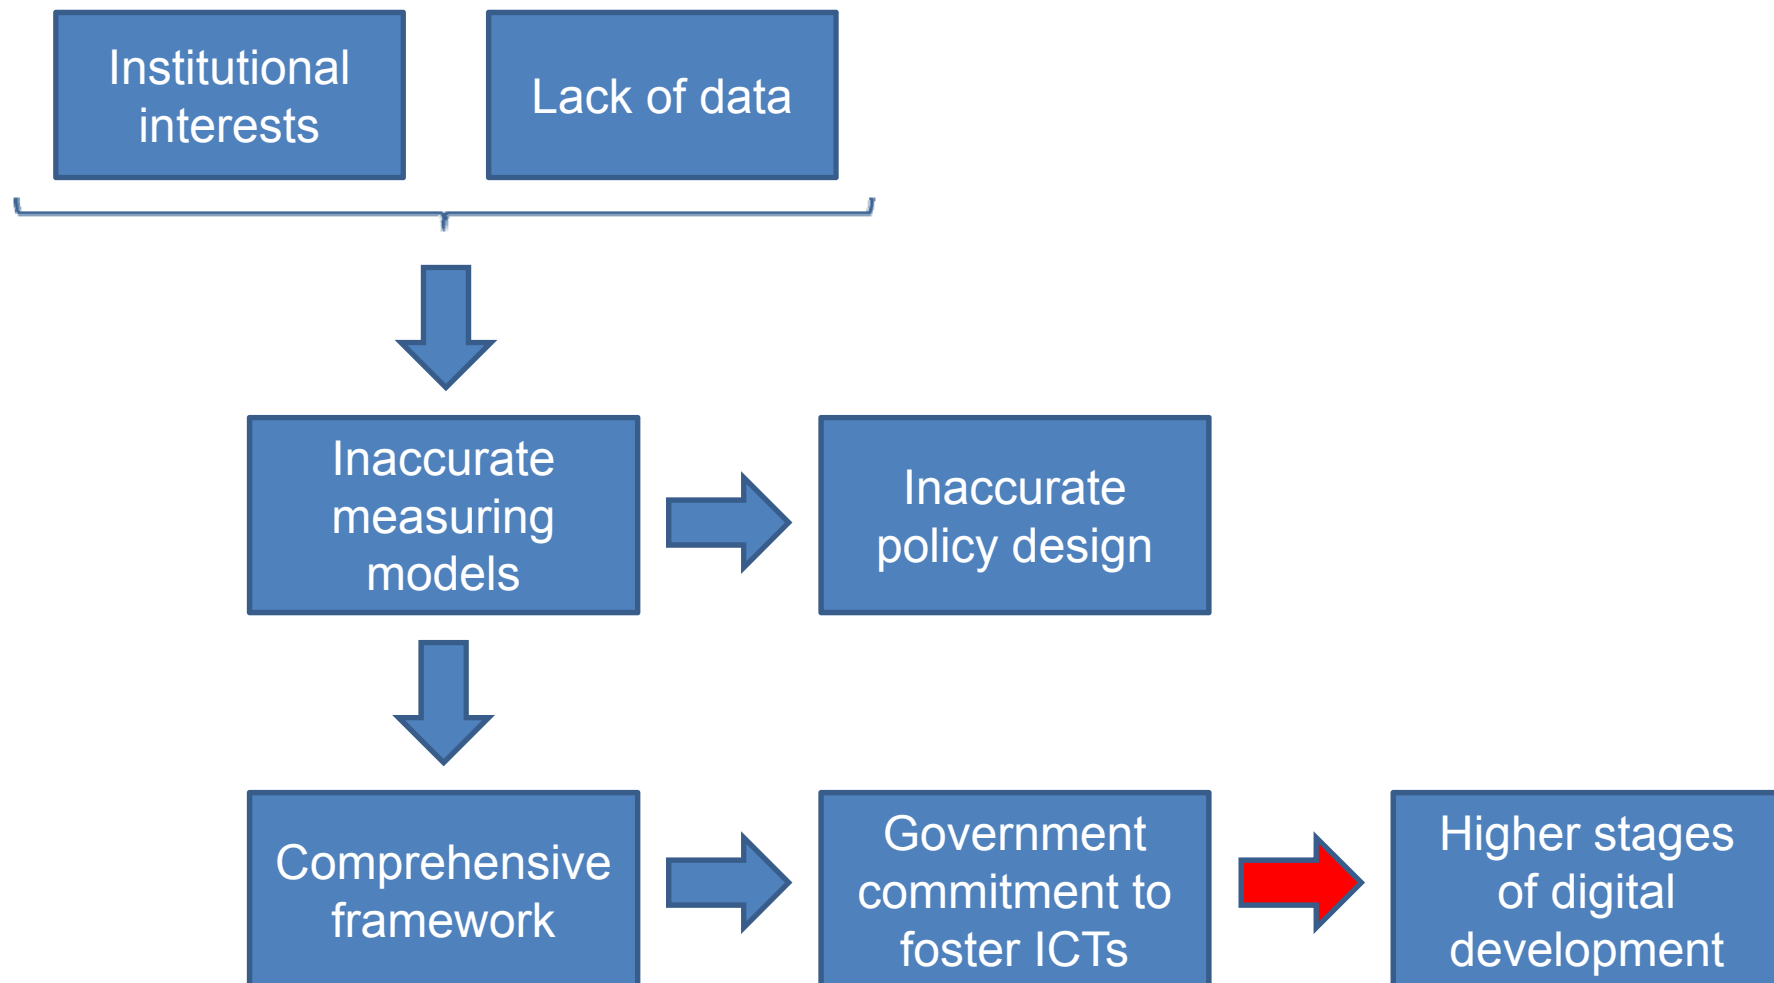 Institutional
interests
Lack of data
Inaccurate
measuring
models
Inaccurate
policy design
Comprehensive
framework
Government
commitment to
foster ICTs
Higher stages
of digital
development